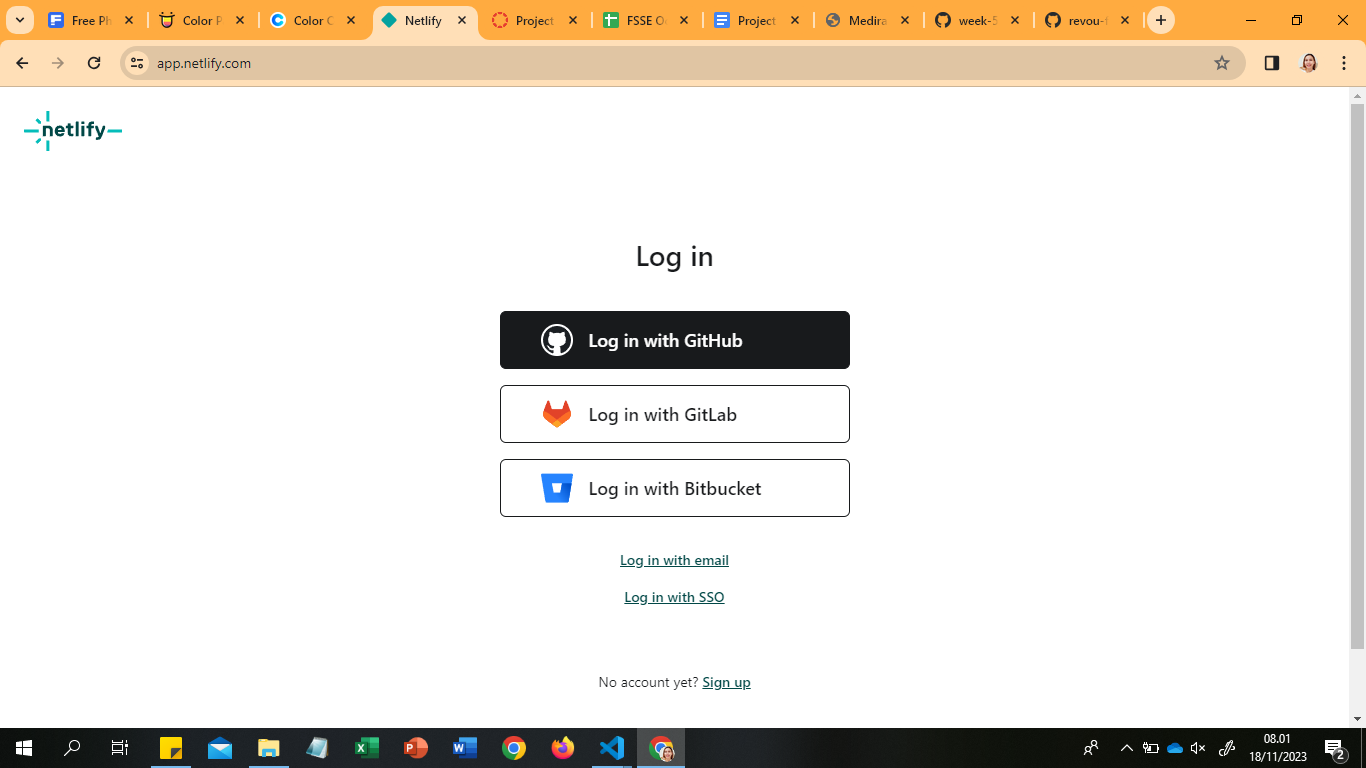 Free Ph
Color P
Color C
Netlify
Project
FSSE O
Project
Medira
week-5
revou-f
app.netlify.com
netlify
Log in
Log in with GitHub
Log in with GitLab
Log in with Bitbucket
Log in with email
Log in with SSO
No account yet? Sign up
08.01
18/11/2023
2